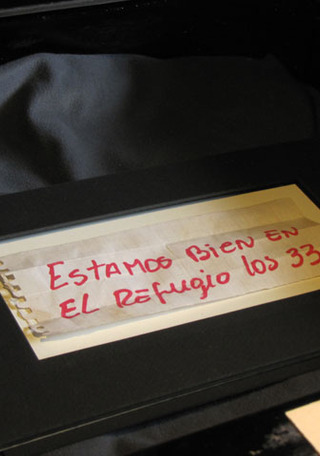 ESTAMOS BIEN EN
EL REFUGIO los 33